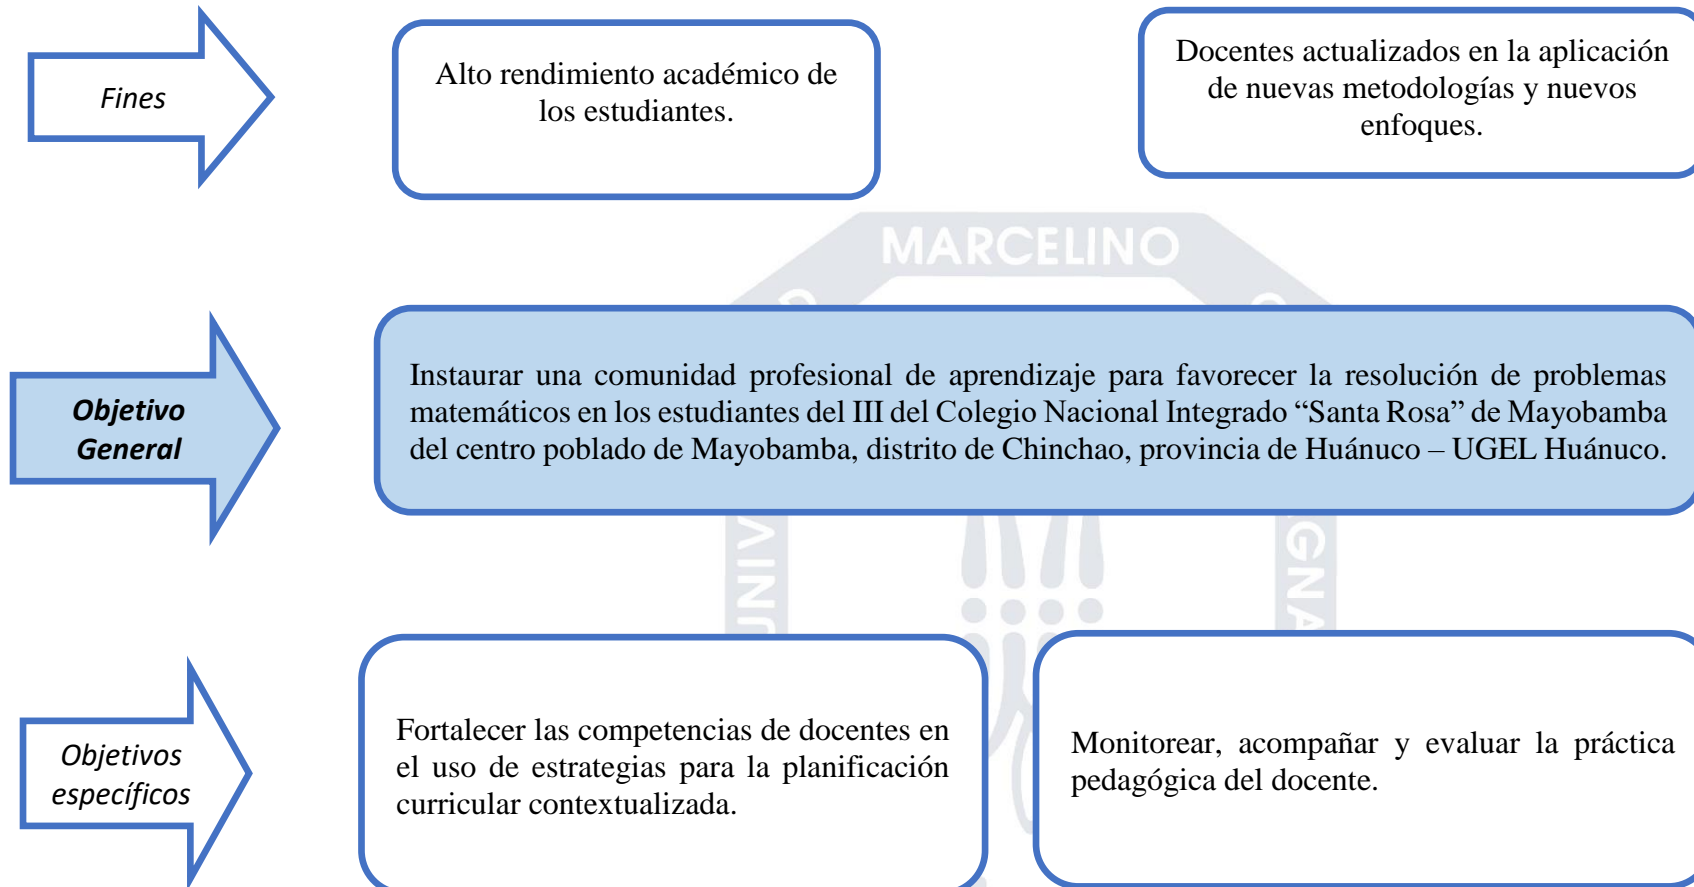 Fines
Alto rendimiento académico de
los estudiantes.
Docentes actualizados en la aplicación
de nuevas metodologías y nuevos
enfoques.
MARCELINO
Objetivo
General
Instaurar una comunidad profesional de aprendizaje para favorecer la resolución de problemas
matemáticos en los estudiantes del III del Colegio Nacional Integrado “Santa Rosa” de Mayobamba
del centro poblado de Mayobamba, distrito de Chinchao, provincia de Huánuco – UGEL Huánuco.
UNIV
GNA
Objetivos
específicos
Fortalecer las competencias de docentes en
el uso de estrategias para la planificación
curricular contextualizada.
Monitorear, acompañar y evaluar la práctica
pedagógica del docente.